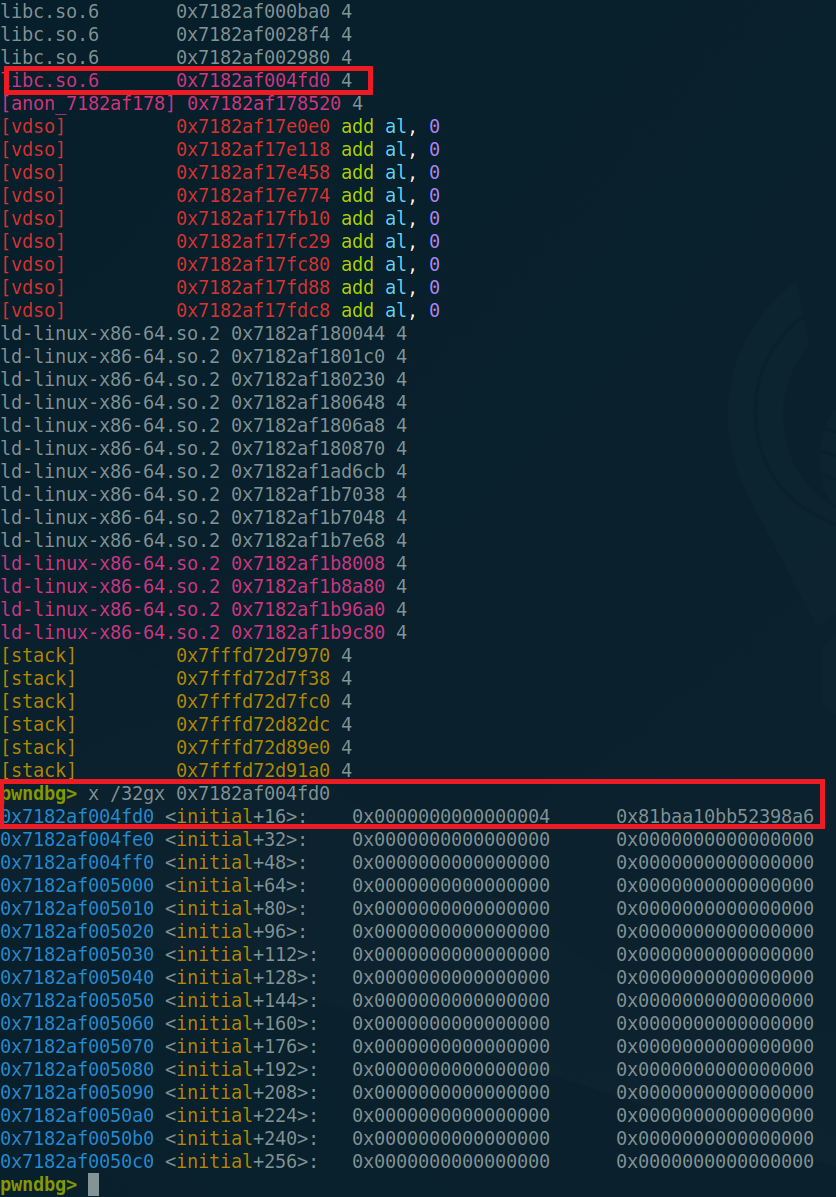 libc.so.6       0x7182af000ba0 4
libc.so.6       0x7182af0028f4 4
libc.so.6       0x7182af002980 4
libc.so.6       0x7182af004fd0 4
[anon_7182af178] 0x7182af178520 4
[vdso]          0x7182af17e0e0 add al, 0
[vdso]          0x7182af17e118 add al, 0
[vdso]          0x7182af17e458 add al, 0
[vdso]          0x7182af17e774 add al, 0
[vdso]          0x7182af17fb10 add al, 0
[vdso]          0x7182af17fc29 add al, 0
[vdso]          0x7182af17fc80 add al, 0
[vdso]          0x7182af17fd88 add al, 0
[vdso]          0x7182af17fdc8 add al, 0
ld-linux-x86-64.so.2 0x7182af180044 4
ld-linux-x86-64.so.2 0x7182af1801c0 4
ld-linux-x86-64.so.2 0x7182af180230 4
ld-linux-x86-64.so.2 0x7182af180648 4
ld-linux-x86-64.so.2 0x7182af1806a8 4
ld-linux-x86-64.so.2 0x7182af180870 4
ld-linux-x86-64.so.2 0x7182af1ad6cb 4
ld-linux-x86-64.so.2 0x7182af1b7038 4
ld-linux-x86-64.so.2 0x7182af1b7048 4
ld-linux-x86-64.so.2 0x7182af1b7e68 4
ld-linux-x86-64.so.2 0x7182af1b8008 4
ld-linux-x86-64.so.2 0x7182af1b8a80 4
ld-linux-x86-64.so.2 0x7182af1b96a0 4
ld-linux-x86-64.so.2 0x7182af1b9c80 4
[stack]         0x7fffd72d7970 4
[stack]         0x7fffd72d7f38 4
[stack]         0x7fffd72d7fc0 4
[stack]         0x7fffd72d82dc 4
[stack]         0x7fffd72d89e0 4
[stack]         0x7fffd72d91a0 4
pwndbg> x /32gx 0x7182af004fd0
0x7182af004fd0 <initial+16>:    0x0000000000000004      0x81baa10bb52398a6
0x7182af004fe0 <initial+32>:    0x0000000000000000      0x0000000000000000
0x7182af004ff0 <initial+48>:    0x0000000000000000      0x0000000000000000
0x7182af005000 <initial+64>:    0x0000000000000000      0x0000000000000000
0x7182af005010 <initial+80>:    0x0000000000000000      0x0000000000000000
0x7182af005020 <initial+96>:    0x0000000000000000      0x0000000000000000
0x7182af005030 <initial+112>:   0x0000000000000000      0x0000000000000000
0x7182af005040 <initial+128>:   0x0000000000000000      0x0000000000000000
0x7182af005050 <initial+144>:   0x0000000000000000      0x0000000000000000
0x7182af005060 <initial+160>:   0x0000000000000000      0x0000000000000000
0x7182af005070 <initial+176>:   0x0000000000000000      0x0000000000000000
0x7182af005080 <initial+192>:   0x0000000000000000      0x0000000000000000
0x7182af005090 <initial+208>:   0x0000000000000000      0x0000000000000000
0x7182af0050a0 <initial+224>:   0x0000000000000000      0x0000000000000000
0x7182af0050b0 <initial+240>:   0x0000000000000000      0x0000000000000000
0x7182af0050c0 <initial+256>:   0x0000000000000000      0x0000000000000000
pwndbg>